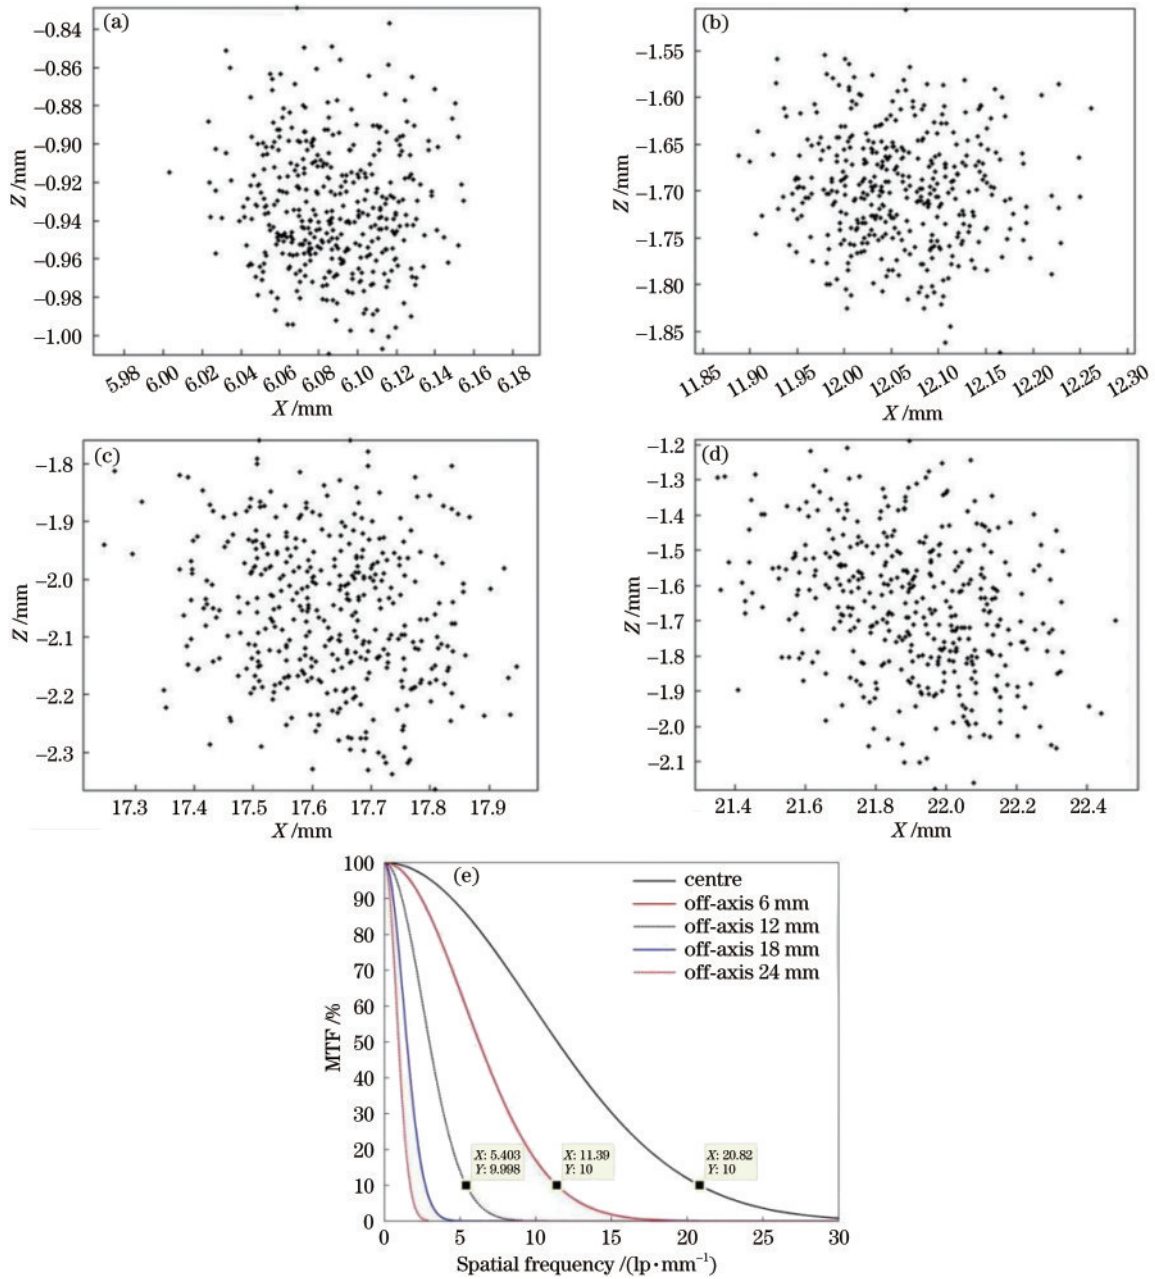 (a)
−0.84
−0.86
−0.88
−0.90
−0.92
−0.94
−0.96
−0.98
−1.00
Z /mm
5.98 6.00 6.02 6.04 6.06 6.08 6.10 6.12 6.14 6.16 6.18
X /mm
(b)
−1.55
−1.60
−1.65
−1.70
−1.75
−1.80
−1.85
Z /mm
11.85 11.90 11.95 12.00 12.05 12.10 12.15 12.20 12.25 12.30
X /mm
(c)
−1.8
−1.9
−2.0
−2.1
−2.2
−2.3
Z /mm
17.3 17.4 17.5 17.6 17.7 17.8 17.9
X /mm
(d)
−1.2
−1.3
−1.4
−1.5
−1.6
−1.7
−1.8
−1.9
−2.0
−2.1
Z /mm
21.4 21.6 21.8 22.0 22.2 22.4
X /mm
(e)
100
90
80
70
60
50
40
30
20
10
0
MTF /%
centre
off-axis 6 mm
off-axis 12 mm
off-axis 18 mm
off-axis 24 mm
X: 5.403
Y: 9.998
X: 11.39
Y: 10
X: 20.82
Y: 10
0 5 10 15 20 25 30
Spatial frequency /(lp·mm⁻¹)